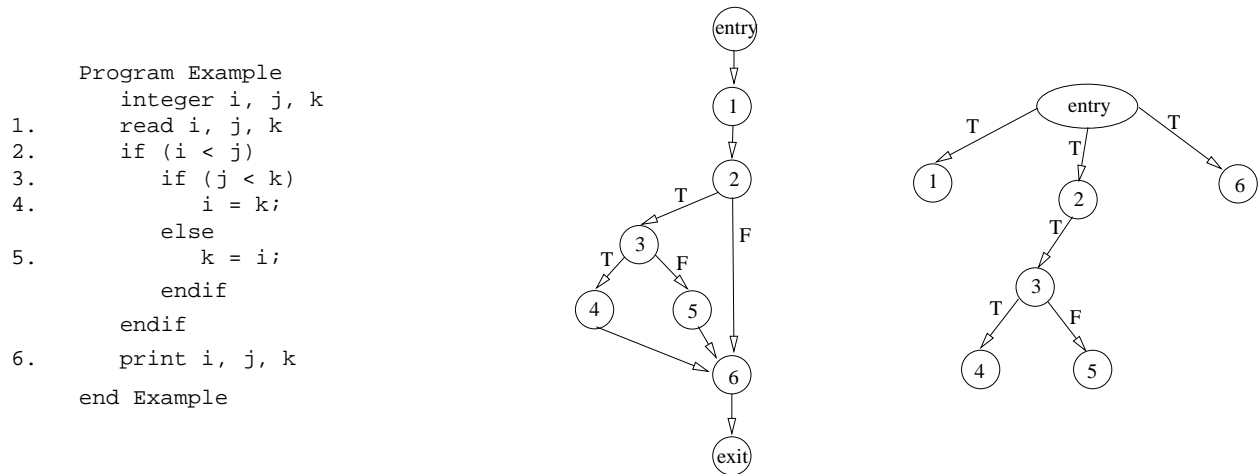 Program Example
integer i, j, k
1. read i, j, k
2. if (i < j)
3. if (j < k)
4. i = k;
else
5. k = i;
endif
endif
6. print i, j, k
end Example
entry
1
2
T
F
3
T
F
4
5
6
exit
entry
T
T
T
1
2
6
T
3
T
F
4
5